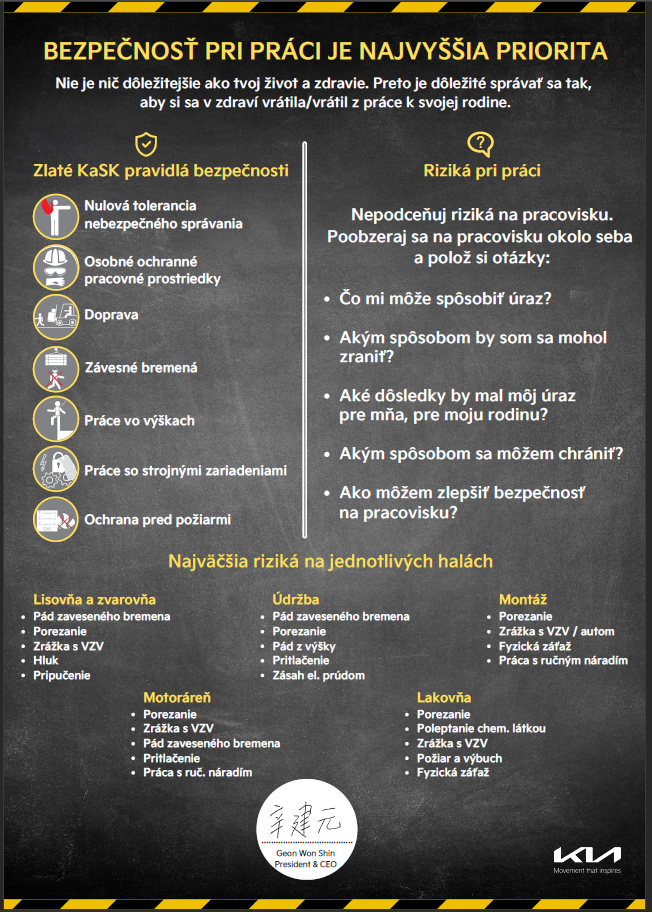 BEZPEČNOSŤ PRI PRÁCI JE NAJVYŠŠIA PRIORITA
Nie je nič dôležitejšie ako tvoj život a zdravie. Preto je dôležité správať sa tak,
aby si sa v zdraví vrátila/vrátil z práce k svojej rodine.
Zlaté KaSK pravidlá bezpečnosti
Nulová tolerancia
nebezpečného správania
Osobné ochranné
pracovné prostriedky
Doprava
Závesné bremená
Práce vo výškach
Práce so strojnými zariadeniami
Ochrana pred požiarmi
?
Riziká pri práci
Nepodceňuj riziká na pracovisku.
Poobzeraj sa na pracovisku okolo seba
a polož si otázky:
• Čo mi môže spôsobiť úraz?
• Akým spôsobom by som sa mohol
zraniť?
• Aké dôsledky by mal môj úraz
pre mňa, pre moju rodinu?
• Akým spôsobom sa môžem chrániť?
• Ako môžem zlepšiť bezpečnosť
na pracovisku?
Najväčšia riziká na jednotlivých halách
Lisovňa a zvarovňa
• Pád zaveseného bremena
• Porezanie
• Zrážka s VZV
• Hluk
• Pripučenie
Údržba
• Pád zaveseného bremena
• Porezanie
• Pád z výšky
• Pritlačenie
• Zásah el. prúdom
Montáž
• Porezanie
• Zrážka s VZV / autom
• Fyzická záťaž
• Práca s ručným náradím
Motoráreň
• Porezanie
• Zrážka s VZV
• Pád zaveseného bremena
• Pritlačenie
• Práca s ruč. náradím
Lakovňa
• Porezanie
• Poleptanie chem. látkou
• Zrážka s VZV
• Požiar a výbuch
• Fyzická záťaž
辛建元
Geon Won Shin
President & CEO
KIA
Movement that inspires